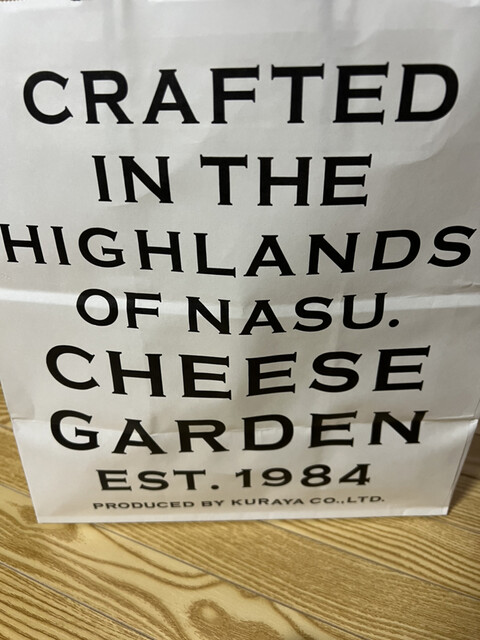 CRAFTED
IN THE
HIGHLANDS
OF NASU.
CHEESE
GARDEN
EST. 1984
PRODUCED BY KURAYA CO.,LTD.